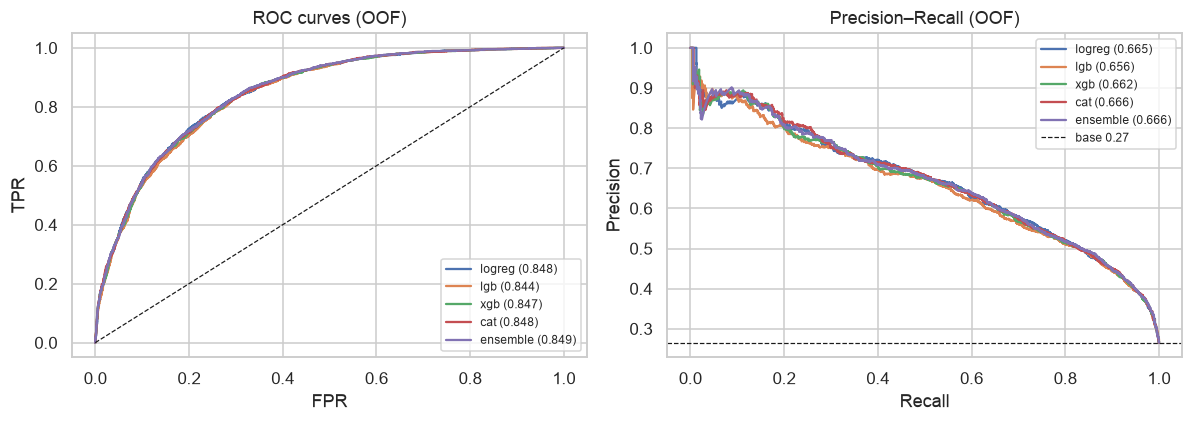 ROC curves (OOF)
1.0
0.8
0.6
0.4
0.2
0.0
TPR
0.0 0.2 0.4 0.6 0.8 1.0
FPR
logreg (0.848)
lgb (0.844)
xgb (0.847)
cat (0.848)
ensemble (0.849)
Precision–Recall (OOF)
1.0
0.9
0.8
0.7
0.6
0.5
0.4
0.3
Precision
0.0 0.2 0.4 0.6 0.8 1.0
Recall
logreg (0.665)
lgb (0.656)
xgb (0.662)
cat (0.666)
ensemble (0.666)
base 0.27